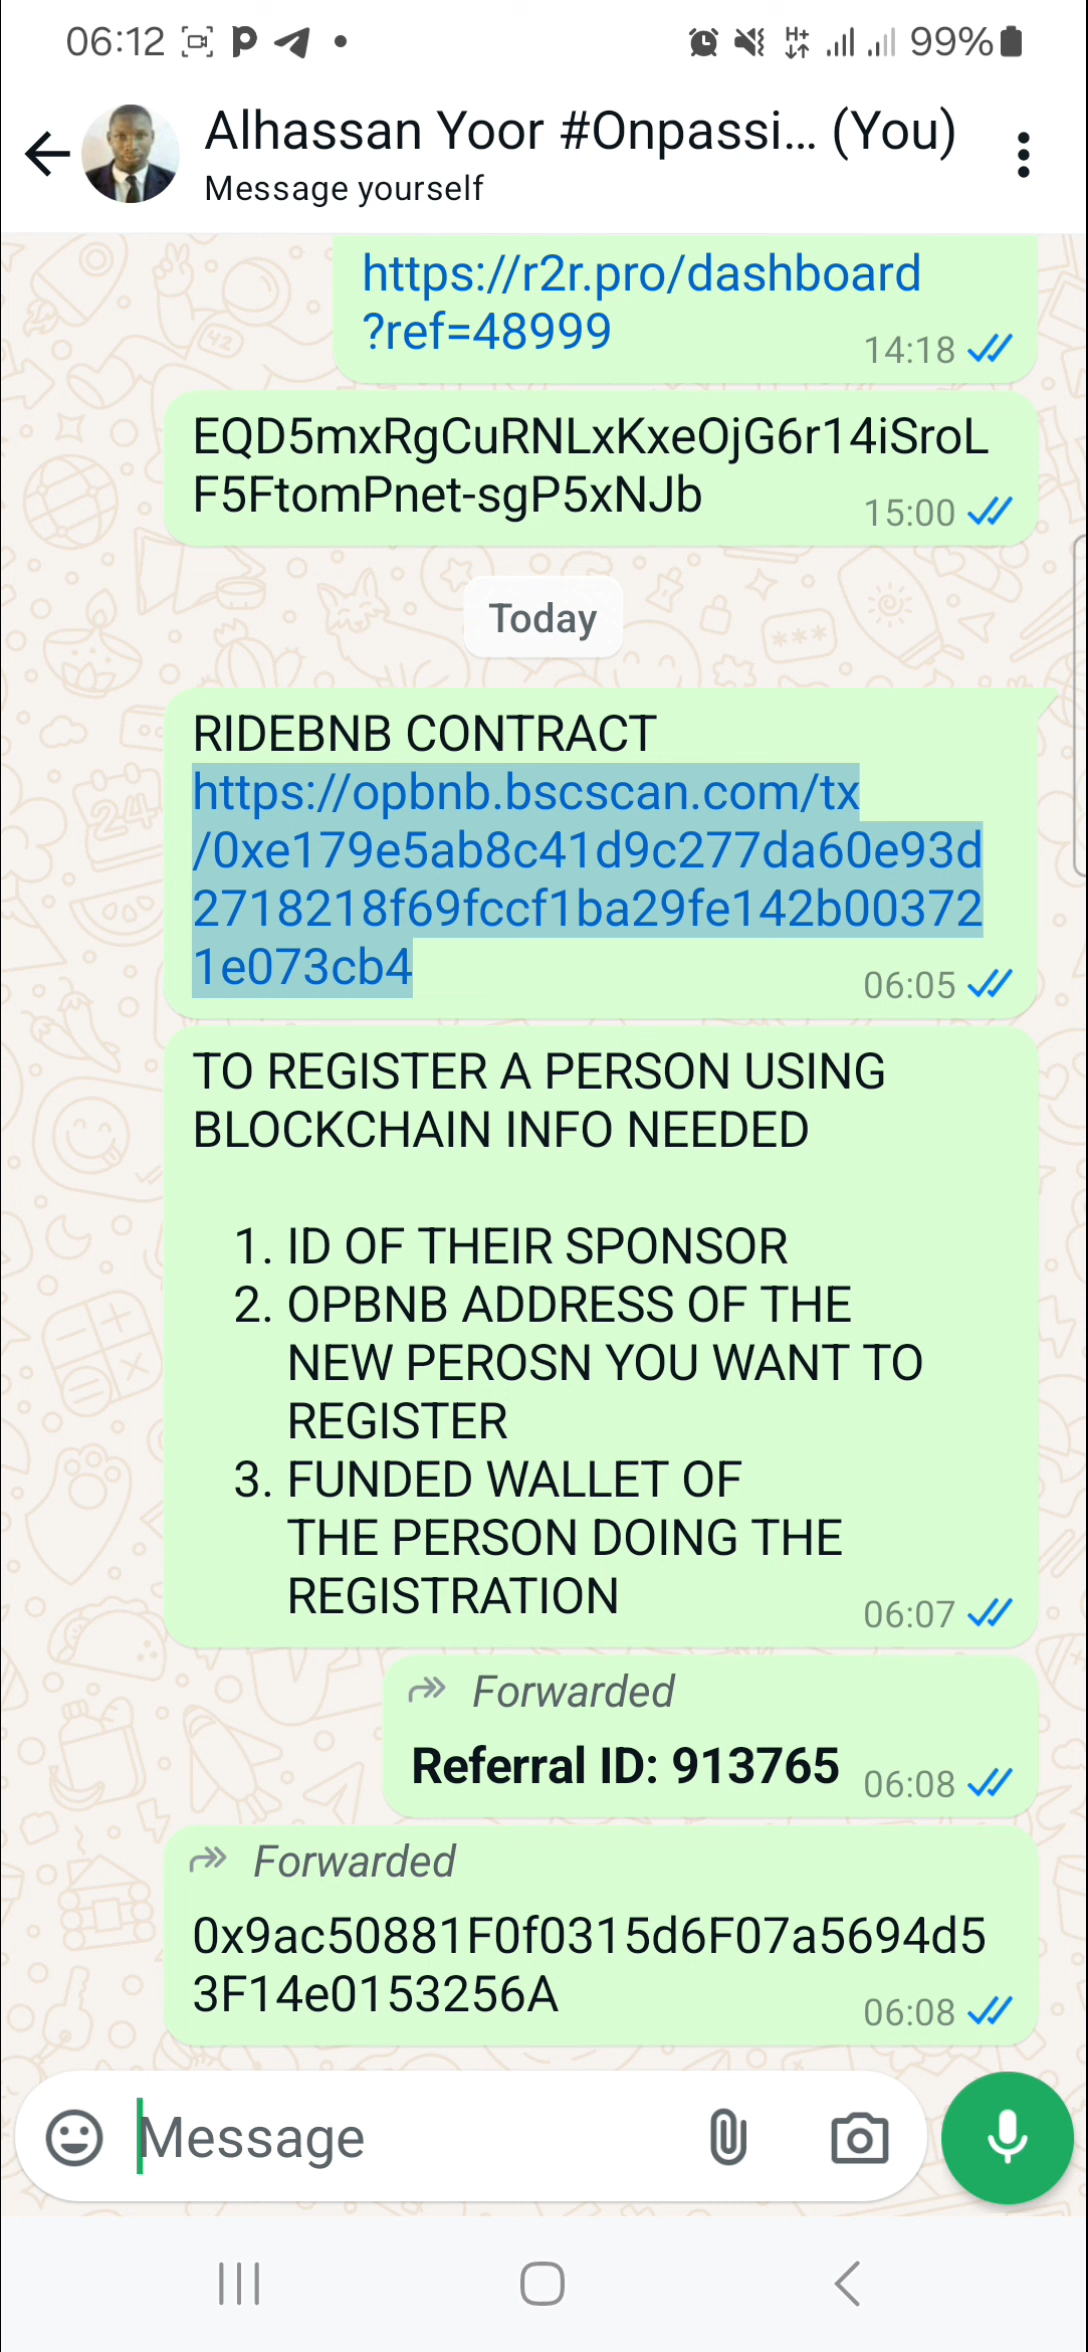 06:12 99%
Alhassan Yoor #Onpassi... (You)
Message yourself
https://r2r.pro/dashboard
?ref=48999
14:18
EQD5mxRgCuRNLxKxeOjG6r14iSroL
F5FtomPnet-sgP5xNJb
15:00
Today
RIDEBNB CONTRACT
https://opbnb.bscscan.com/tx
/0xe179e5ab8c41d9c277da60e93d
2718218f69fccf1ba29fe142b00372
1e073cb4
06:05
TO REGISTER A PERSON USING
BLOCKCHAIN INFO NEEDED
1. ID OF THEIR SPONSOR
2. OPBNB ADDRESS OF THE
NEW PEROSN YOU WANT TO
REGISTER
3. FUNDED WALLET OF
THE PERSON DOING THE
REGISTRATION
06:07
Forwarded
Referral ID: 913765
06:08
Forwarded
0x9ac50881F0f0315d6F07a5694d5
3F14e0153256A
06:08
Message